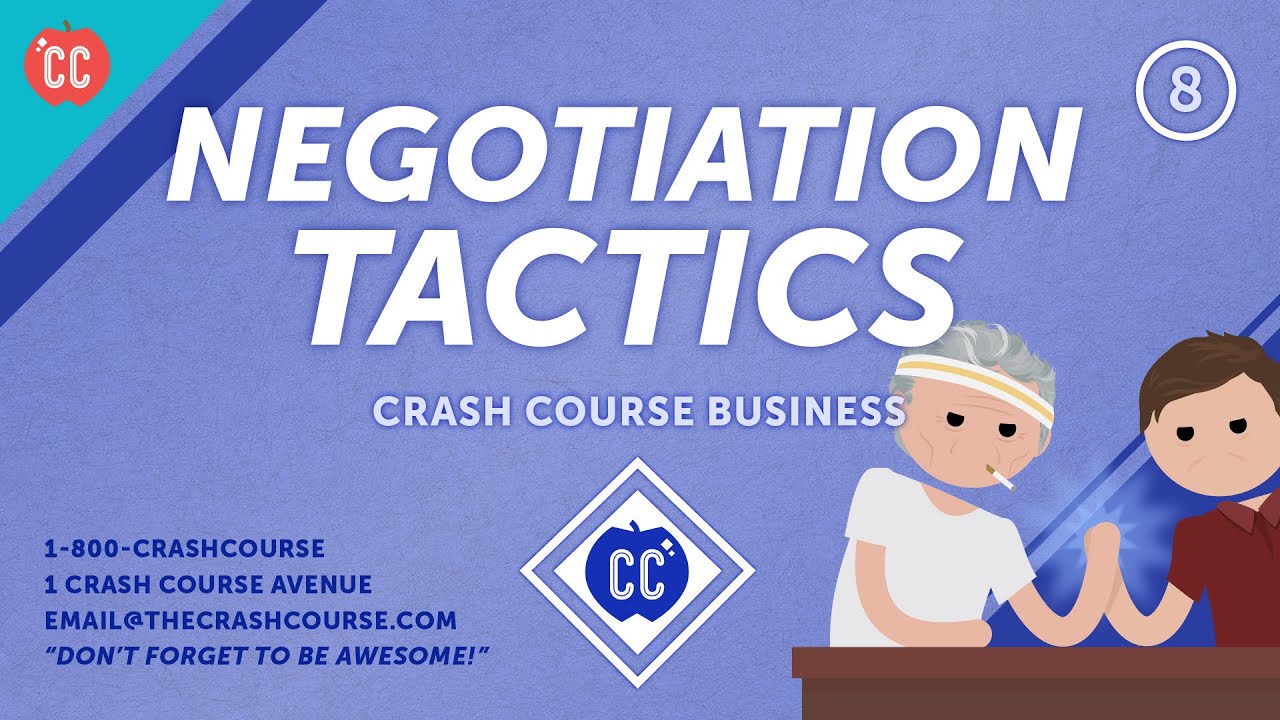 CC
8
NEGOTIATION
TACTICS
CRASH COURSE BUSINESS
CC
1-800-CRASHCOURSE
1 CRASH COURSE AVENUE
EMAIL@THECRASHCOURSE.COM
“DON’T FORGET TO BE AWESOME!”